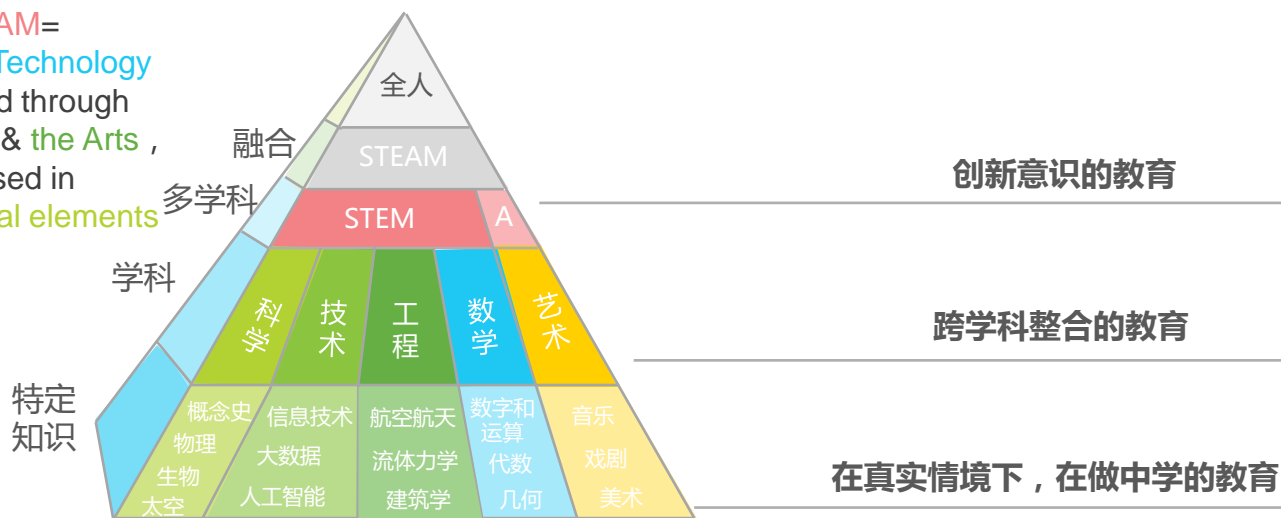 AM=
Technology
d through
& the Arts ,
sed in
al elements
全人
融合
STEAM
多学科
STEM
A
学科
科学
技术
工程
数学
艺术
特定
知识
概念史
物理
生物
太空
信息技术
大数据
人工智能
航空航天
流体力学
建筑学
数字和
运算
代数
几何
音乐
戏剧
美术
创新意识的教育
跨学科整合的教育
在真实情境下，在做中学的教育